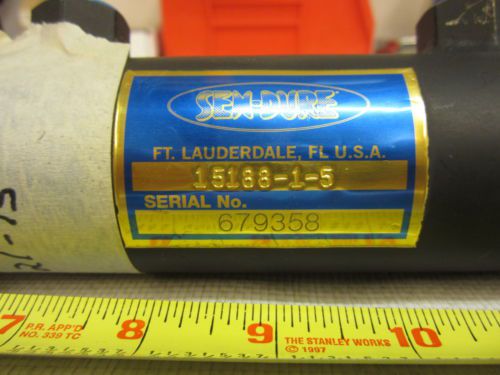 SEN-DURE
FT. LAUDERDALE, FL U.S.A.
15188-1-5
SERIAL No.
679358
7 8 9 10
P.R. APP'D
NO. 339 TC
THE STANLEY WORKS
©1997